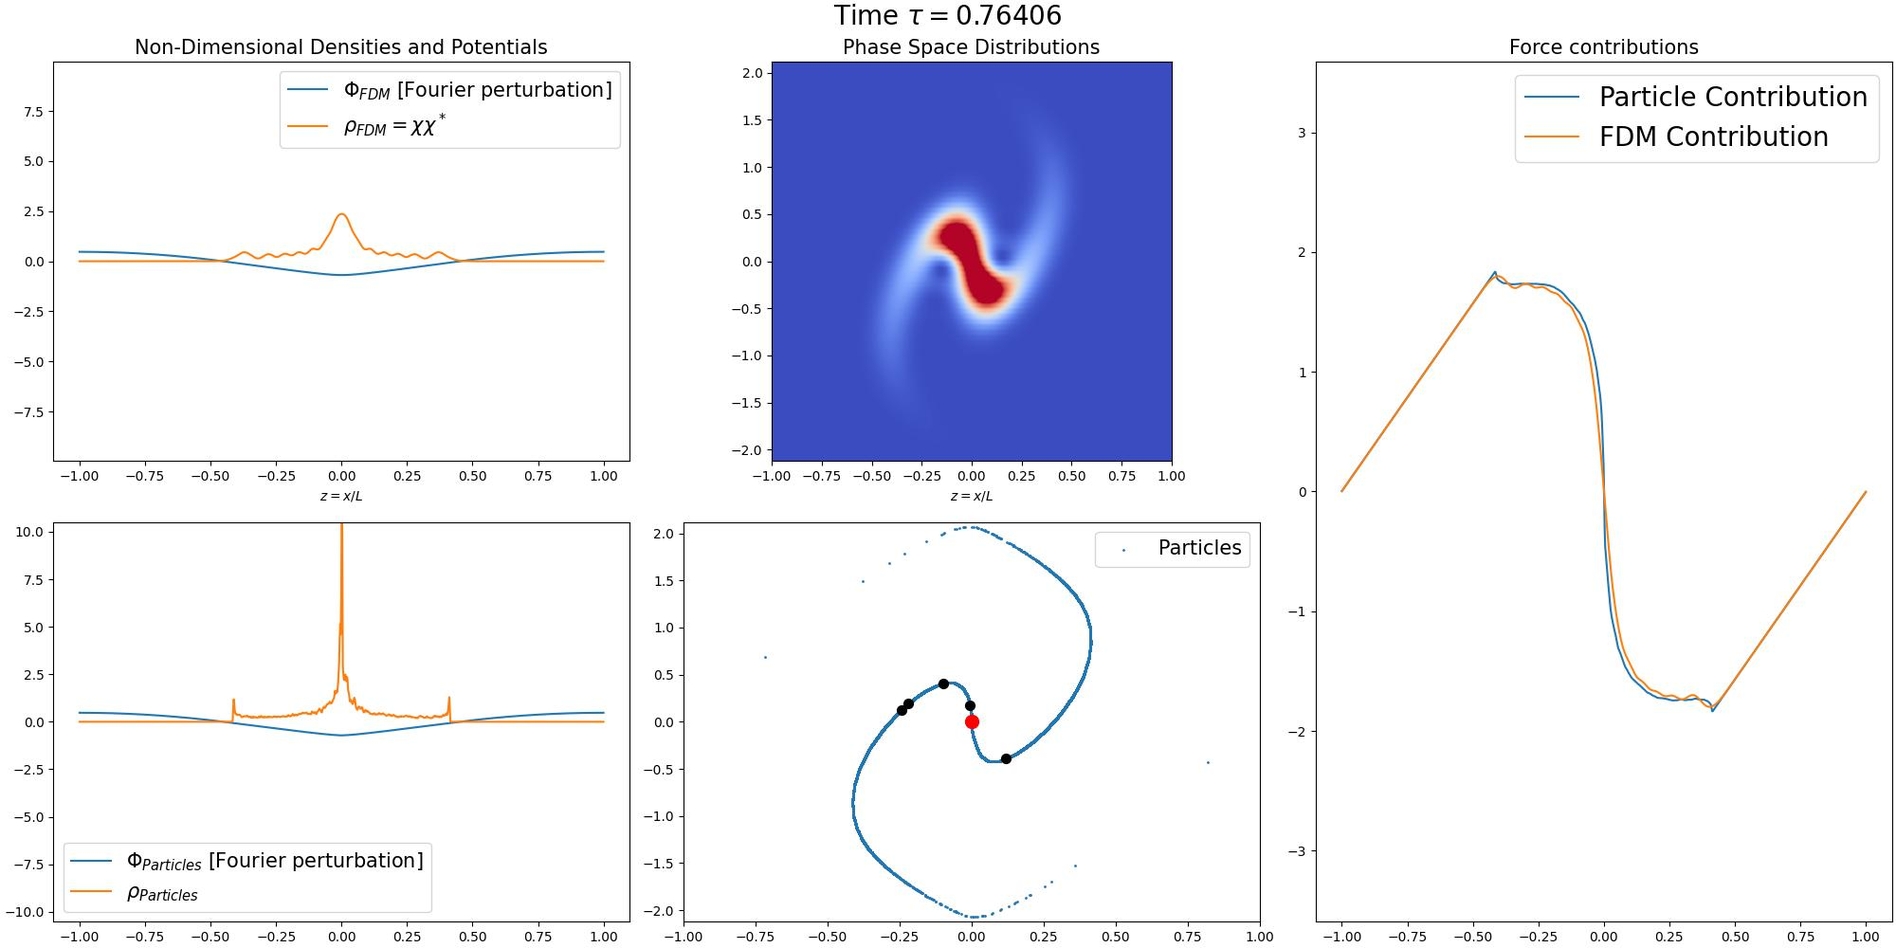 Time τ = 0.76406
Non-Dimensional Densities and Potentials
Φ_FDM [Fourier perturbation]
ρ_FDM = χχ*
7.5
5.0
2.5
0.0
−2.5
−5.0
−7.5
−1.00 −0.75 −0.50 −0.25 0.00 0.25 0.50 0.75 1.00
z = x/L
Phase Space Distributions
2.0
1.5
1.0
0.5
0.0
−0.5
−1.0
−1.5
−2.0
−1.00 −0.75 −0.50 −0.25 0.00 0.25 0.50 0.75 1.00
z = x/L
Force contributions
Particle Contribution
FDM Contribution
3
2
1
0
−1
−2
−3
−1.00 −0.75 −0.50 −0.25 0.00 0.25 0.50 0.75 1.00
10.0
7.5
5.0
2.5
0.0
−2.5
−5.0
−7.5
−10.0
Φ_Particles [Fourier perturbation]
ρ_Particles
−1.00 −0.75 −0.50 −0.25 0.00 0.25 0.50 0.75 1.00
Particles
2.0
1.5
1.0
0.5
0.0
−0.5
−1.0
−1.5
−2.0
−1.00 −0.75 −0.50 −0.25 0.00 0.25 0.50 0.75 1.00